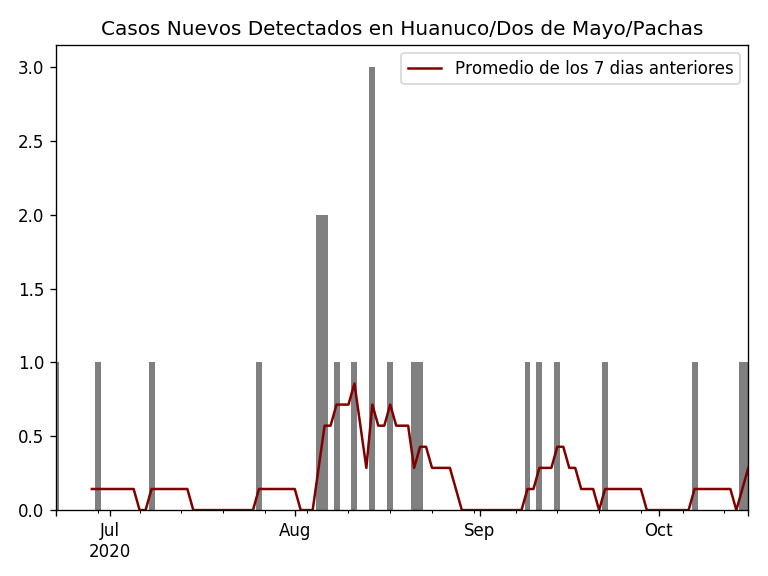 Casos Nuevos Detectados en Huanuco/Dos de Mayo/Pachas
Promedio de los 7 dias anteriores
3.0
2.5
2.0
1.5
1.0
0.5
0.0
Jul Aug Sep Oct
2020